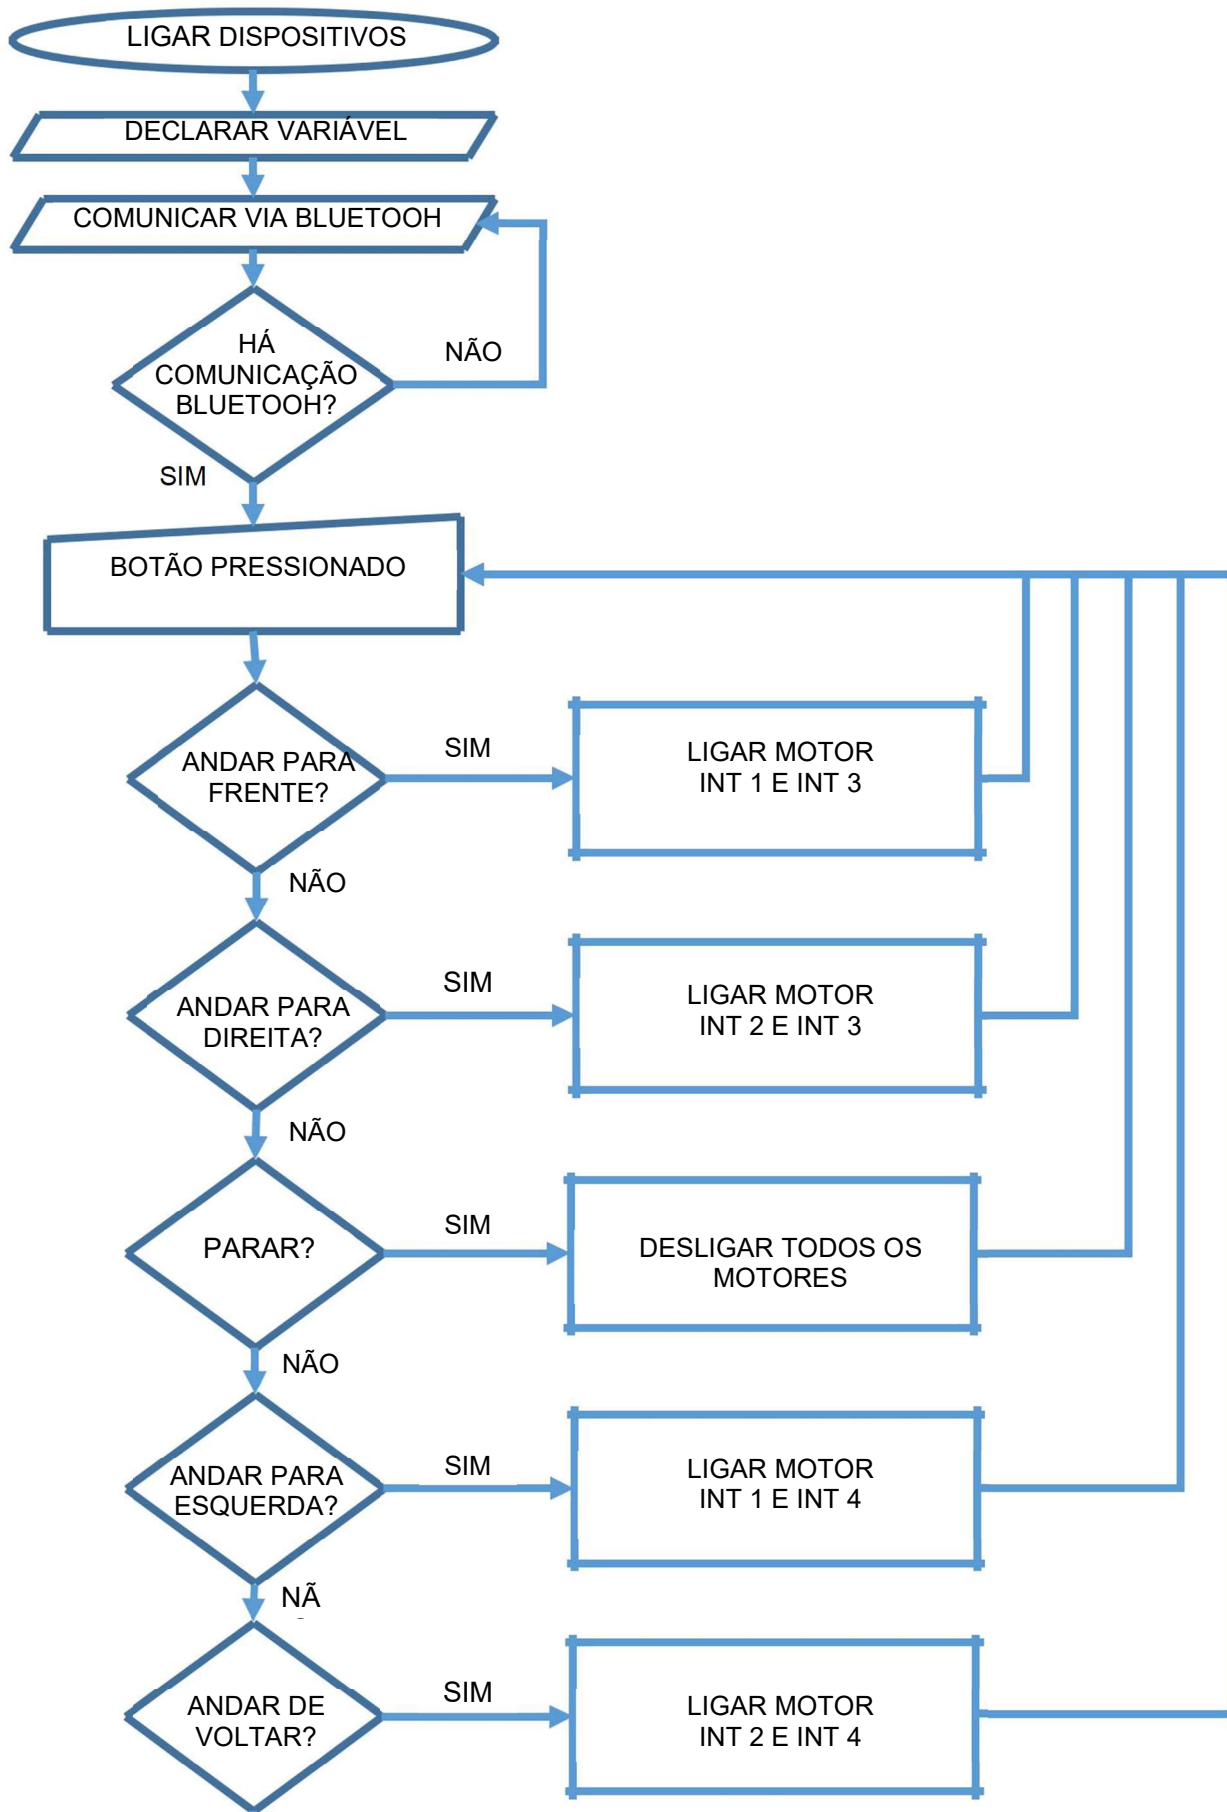 LIGAR DISPOSITIVOS
DECLARAR VARIÁVEL
COMUNICAR VIA BLUETOOH
HÁ
COMUNICAÇÃO
BLUETOOH?
NÃO
SIM
BOTÃO PRESSIONADO
ANDAR PARA
FRENTE?
SIM
LIGAR MOTOR
INT 1 E INT 3
NÃO
ANDAR PARA
DIREITA?
SIM
LIGAR MOTOR
INT 2 E INT 3
NÃO
PARAR?
SIM
DESLIGAR TODOS OS
MOTORES
NÃO
ANDAR PARA
ESQUERDA?
SIM
LIGAR MOTOR
INT 1 E INT 4
NÃ
ANDAR DE
VOLTAR?
SIM
LIGAR MOTOR
INT 2 E INT 4